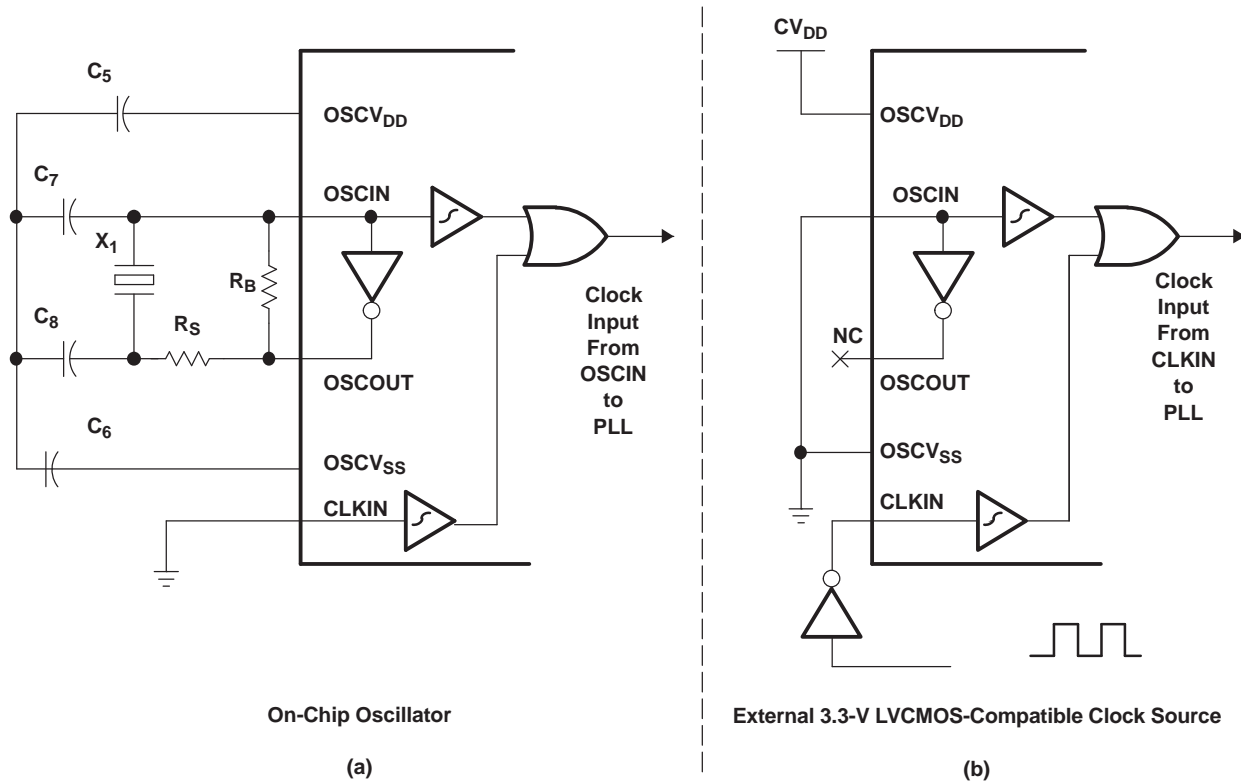 C5
OSCVDD
C7
OSCIN
X1
RB
C8
RS
OSCOUT
C6
OSCVSS
CLKIN
Clock
Input
From
OSCIN
to
PLL
On-Chip Oscillator
(a)
CVDD
OSCVDD
OSCIN
NC
OSCOUT
OSCVSS
CLKIN
Clock
Input
From
CLKIN
to
PLL
External 3.3-V LVCMOS-Compatible Clock Source
(b)